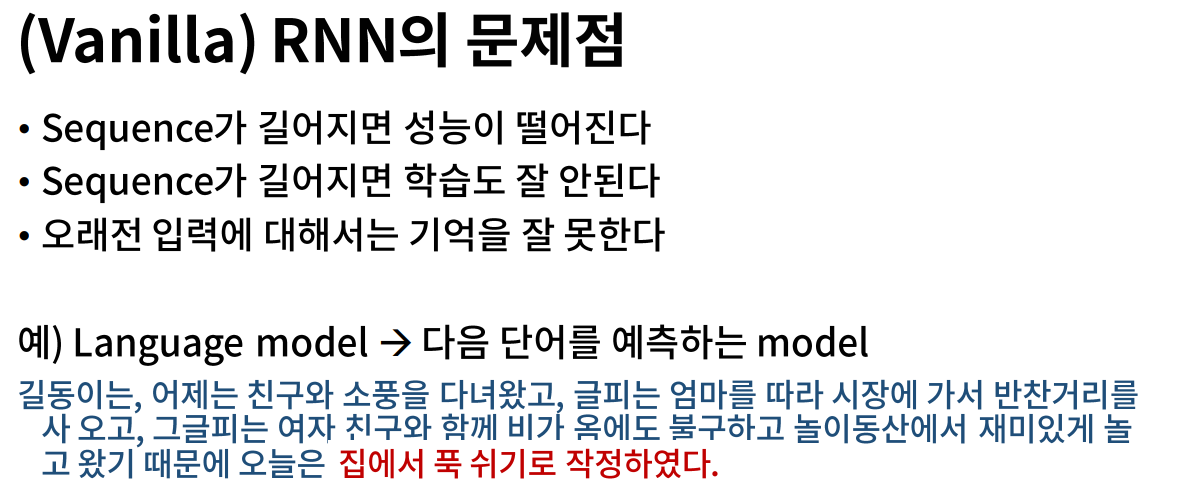 (Vanilla) RNN의 문제점
• Sequence가 길어지면 성능이 떨어진다
• Sequence가 길어지면 학습도 잘 안된다
• 오래전 입력에 대해서는 기억을 잘 못한다
예) Language model → 다음 단어를 예측하는 model
길동이는, 어제는 친구와 소풍을 다녀왔고, 글피는 엄마를 따라 시장에 가서 반찬거리를
사 오고, 그글피는 여자 친구와 함께 비가 옴에도 불구하고 놀이동산에서 재미있게 놀
고 왔기 때문에 오늘은 집에서 푹 쉬기로 작정하였다.